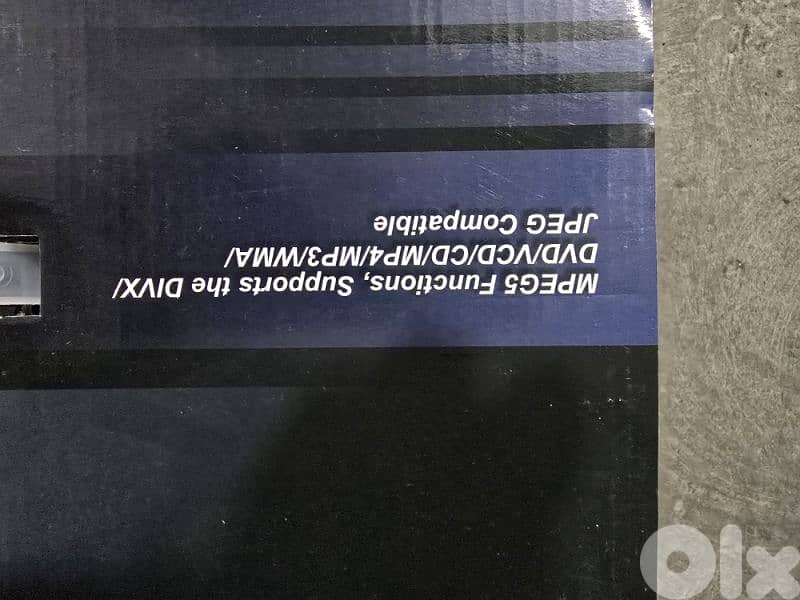 MPEG5 Functions, Supports the DIVX/
DVD/VCD/CD/MP4/MP3/WMA/
JPEG Compatible
Olx